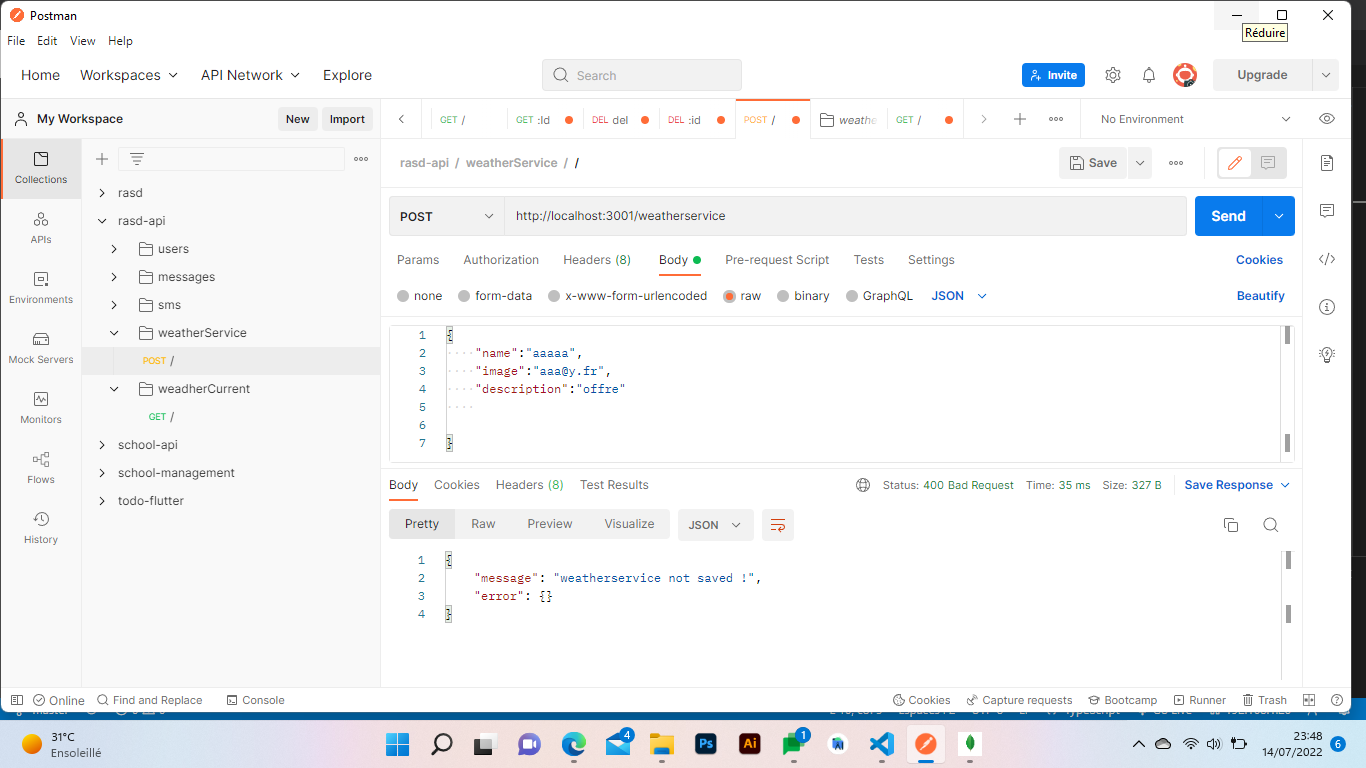 Postman
Réduire
File Edit View Help
Home Workspaces API Network Explore Search Invite Upgrade
My Workspace New Import GET / GET :Id DEL del DEL :id POST / weathe GET / No Environment
Collections
APIs
Environments
Mock Servers
Monitors
Flows
History
rasd
rasd-api
users
messages
sms
weatherService
POST /
weadherCurrent
GET /
school-api
school-management
todo-flutter
rasd-api / weatherService / / Save
POST http://localhost:3001/weatherservice Send
Params Authorization Headers (8) Body Pre-request Script Tests Settings Cookies
none form-data x-www-form-urlencoded raw binary GraphQL JSON Beautify
1 {
2 "name":"aaaaa",
3 "image":"aaa@y.fr",
4 "description":"offre"
5
6
7 }
Body Cookies Headers (8) Test Results Status: 400 Bad Request Time: 35 ms Size: 327 B Save Response
Pretty Raw Preview Visualize JSON
1 {
2 "message": "weatherservice not saved !",
3 "error": {}
4 }
Online Find and Replace Console Cookies Capture requests Bootcamp Runner Trash
31°C
Ensoleillé
4
Ps
Ai
1
23:48
14/07/2022
6